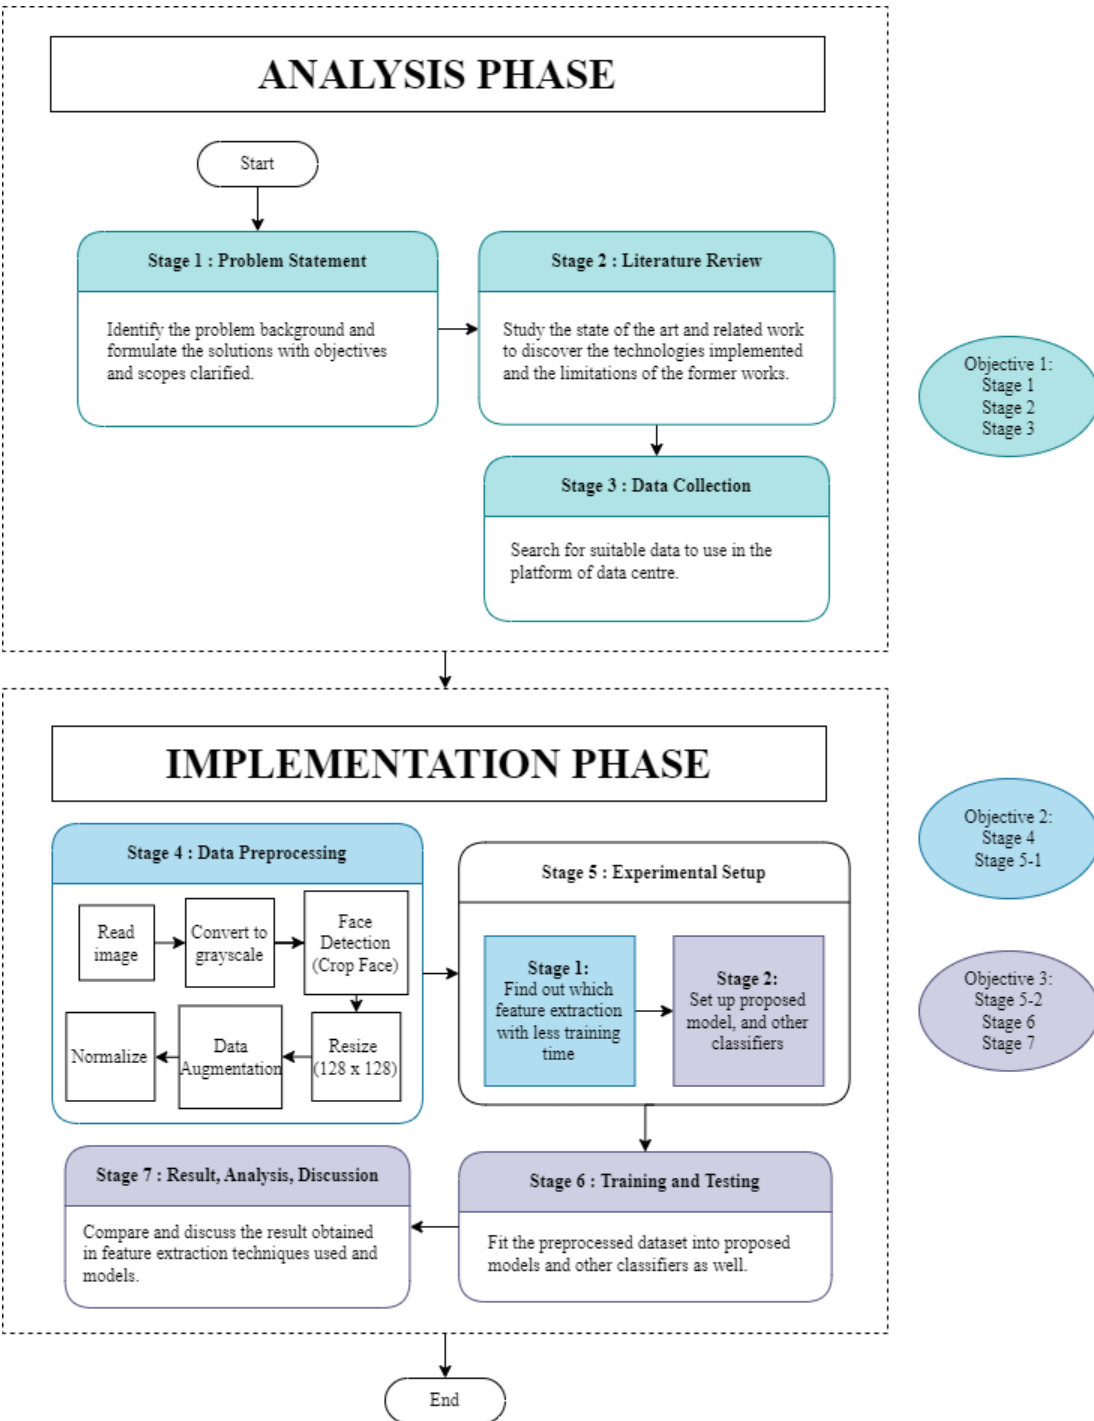 ANALYSIS PHASE
Start
Stage 1 : Problem Statement
Identify the problem background and
formulate the solutions with objectives
and scopes clarified.
Stage 2 : Literature Review
Study the state of the art and related work
to discover the technologies implemented
and the limitations of the former works.
Stage 3 : Data Collection
Search for suitable data to use in the
platform of data centre.
Objective 1:
Stage 1
Stage 2
Stage 3
IMPLEMENTATION PHASE
Stage 4 : Data Preprocessing
Read
image
Convert to
grayscale
Face
Detection
(Crop Face)
Resize
(128 x 128)
Data
Augmentation
Normalize
Stage 5 : Experimental Setup
Stage 1:
Find out which
feature extraction
with less training
time
Stage 2:
Set up proposed
model, and other
classifiers
Stage 6 : Training and Testing
Fit the preprocessed dataset into proposed
models and other classifiers as well.
Stage 7 : Result, Analysis, Discussion
Compare and discuss the result obtained
in feature extraction techniques used and
models.
Objective 2:
Stage 4
Stage 5-1
Objective 3:
Stage 5-2
Stage 6
Stage 7
End